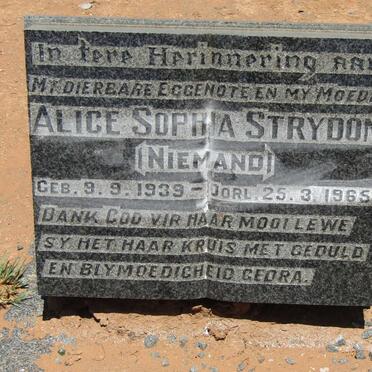 In tere Herinnering aan
MY DIERBARE EGGENOTE EN MY MOEDE
ALICE SOPHIA STRYDOM
(NIEMAND)
GEB. 9.9.1939 - OORL. 25.3.1965
DANK GOD VIR HAAR MOOI LEWE
SY HET HAAR KRUIS MET GEDULD
EN BLYMOEDIGHEID GEDRA.